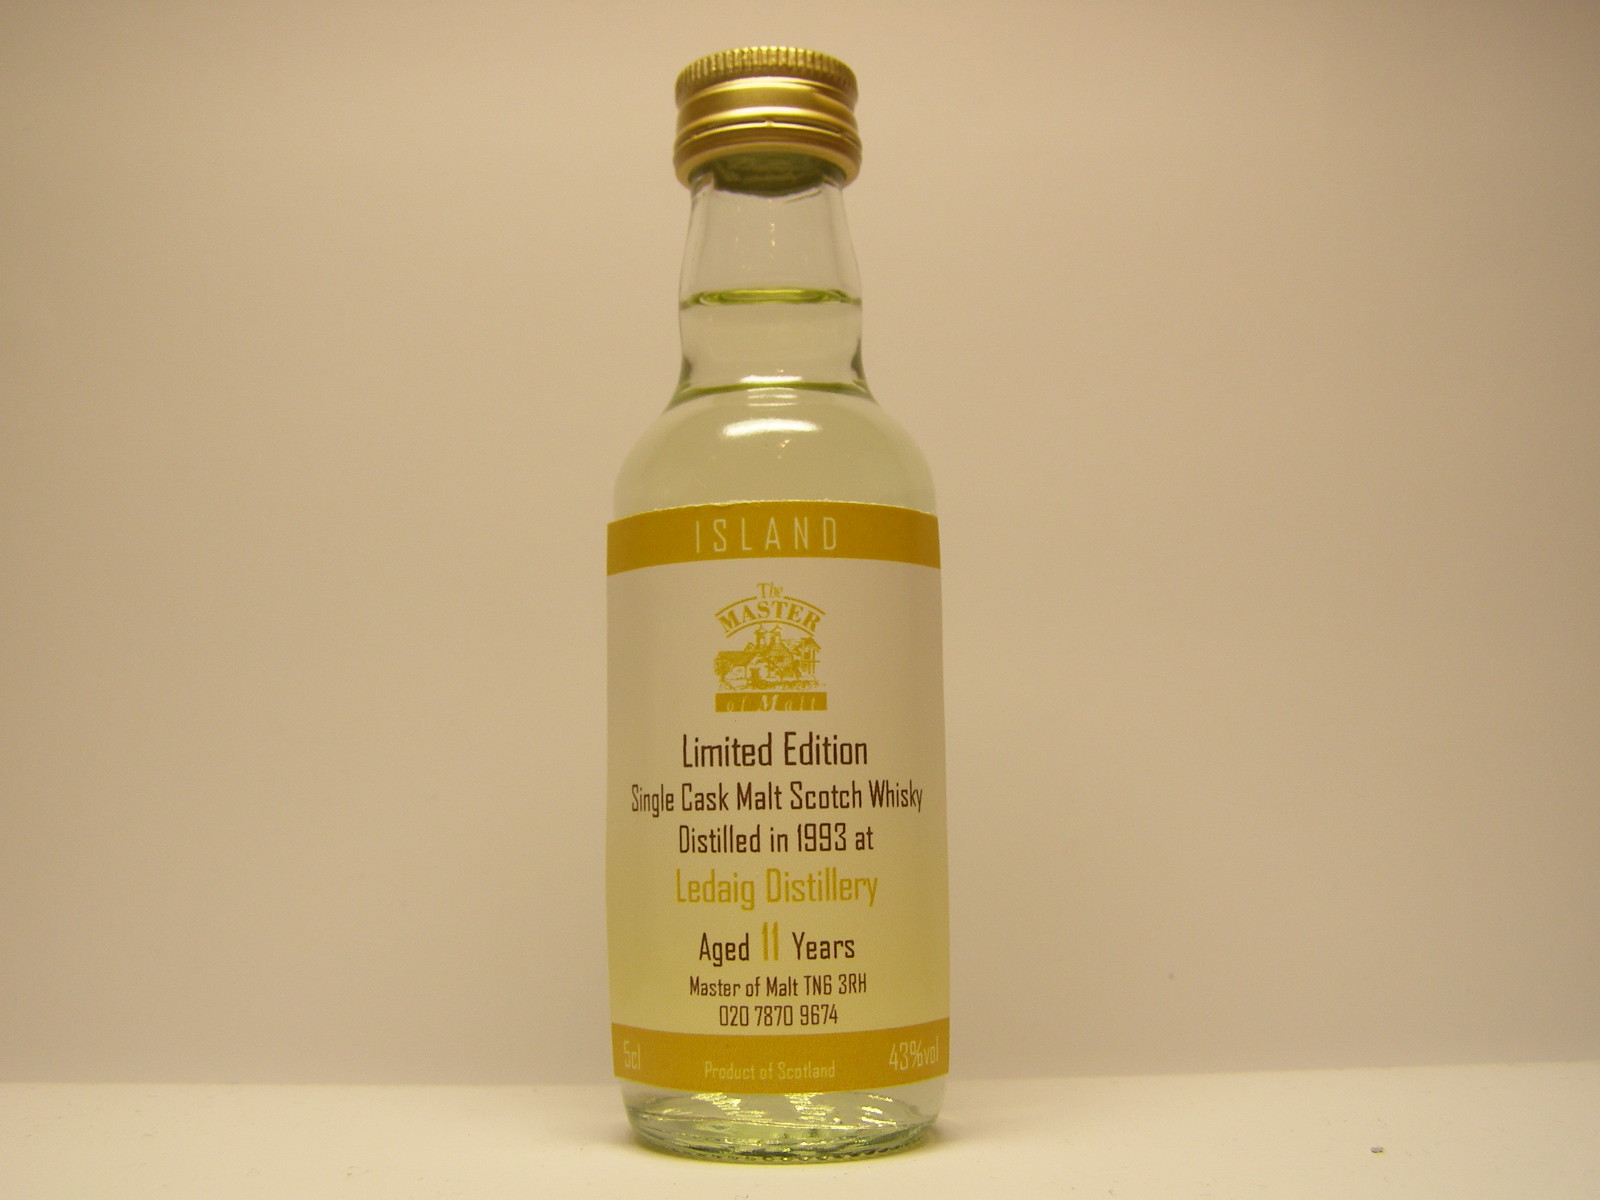 ISLAND
The
MASTER
of Malt
Limited Edition
Single Cask Malt Scotch Whisky
Distilled in 1993 at
Ledaig Distillery
Aged 11 Years
Master of Malt TN6 3RH
020 7870 9674
5cl Product of Scotland 43%vol